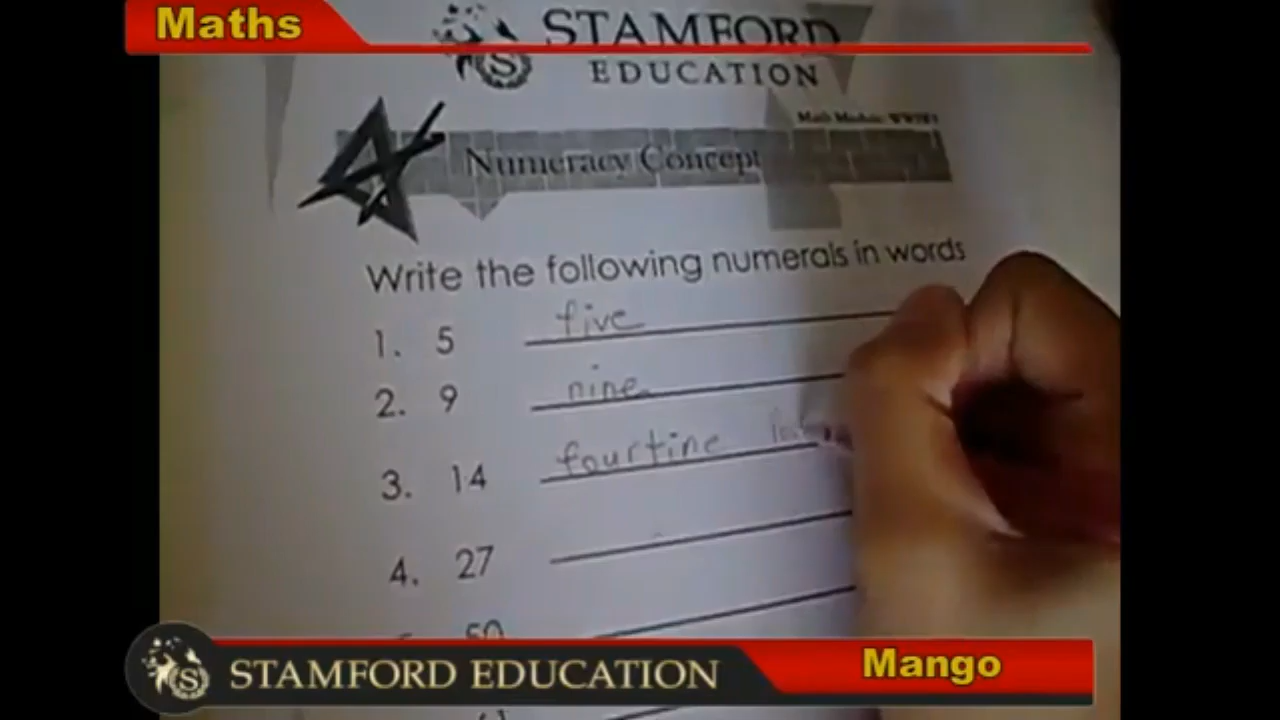 Maths
STAMFORD
EDUCATION
Numeracy Concept
Write the following numerals in words
1. 5 five
2. 9 nine
3. 14 fourtine
4. 27
50
STAMFORD EDUCATION
Mango